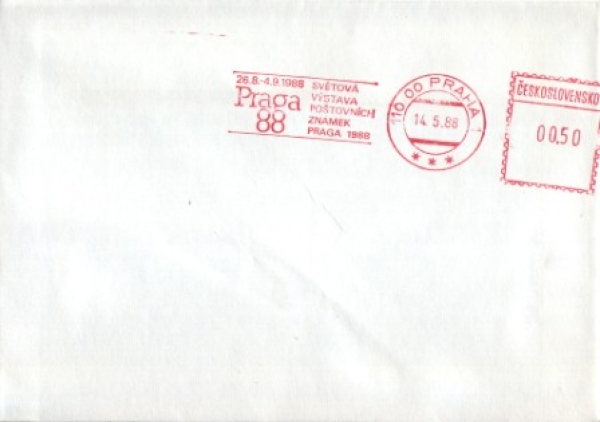 26.8.-4.9.1988
Praga
88
SVĚTOVÁ
VÝSTAVA
POŠTOVNÍCH
ZNÁMEK
PRAGA 1988
110 00 PRAHA 1
14.5.88
ČESKOSLOVENSKO
00.50